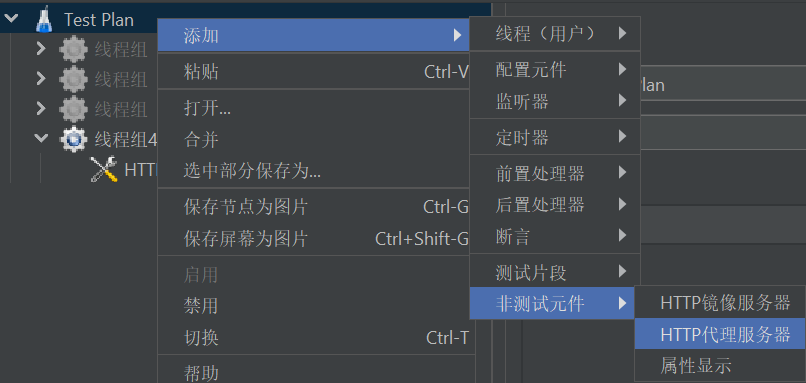 Test Plan
线程组
线程组
线程组
线程组4
HTT
添加
粘贴 Ctrl-V
打开...
合并
选中部分保存为...
保存节点为图片 Ctrl-G
保存屏幕为图片 Ctrl+Shift-G
启用
禁用
切换 Ctrl-T
帮助
线程（用户）
配置元件
监听器
定时器
前置处理器
后置处理器
断言
测试片段
非测试元件
HTTP镜像服务器
HTTP代理服务器
属性显示
Plan